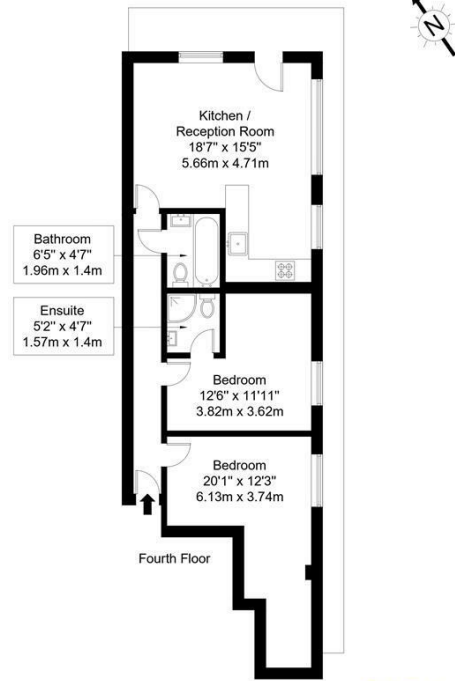 N
Kitchen /
Reception Room
18'7" x 15'5"
5.66m x 4.71m
Bathroom
6'5" x 4'7"
1.96m x 1.4m
Ensuite
5'2" x 4'7"
1.57m x 1.4m
Bedroom
12'6" x 11'11"
3.82m x 3.62m
Bedroom
20'1" x 12'3"
6.13m x 3.74m
Fourth Floor